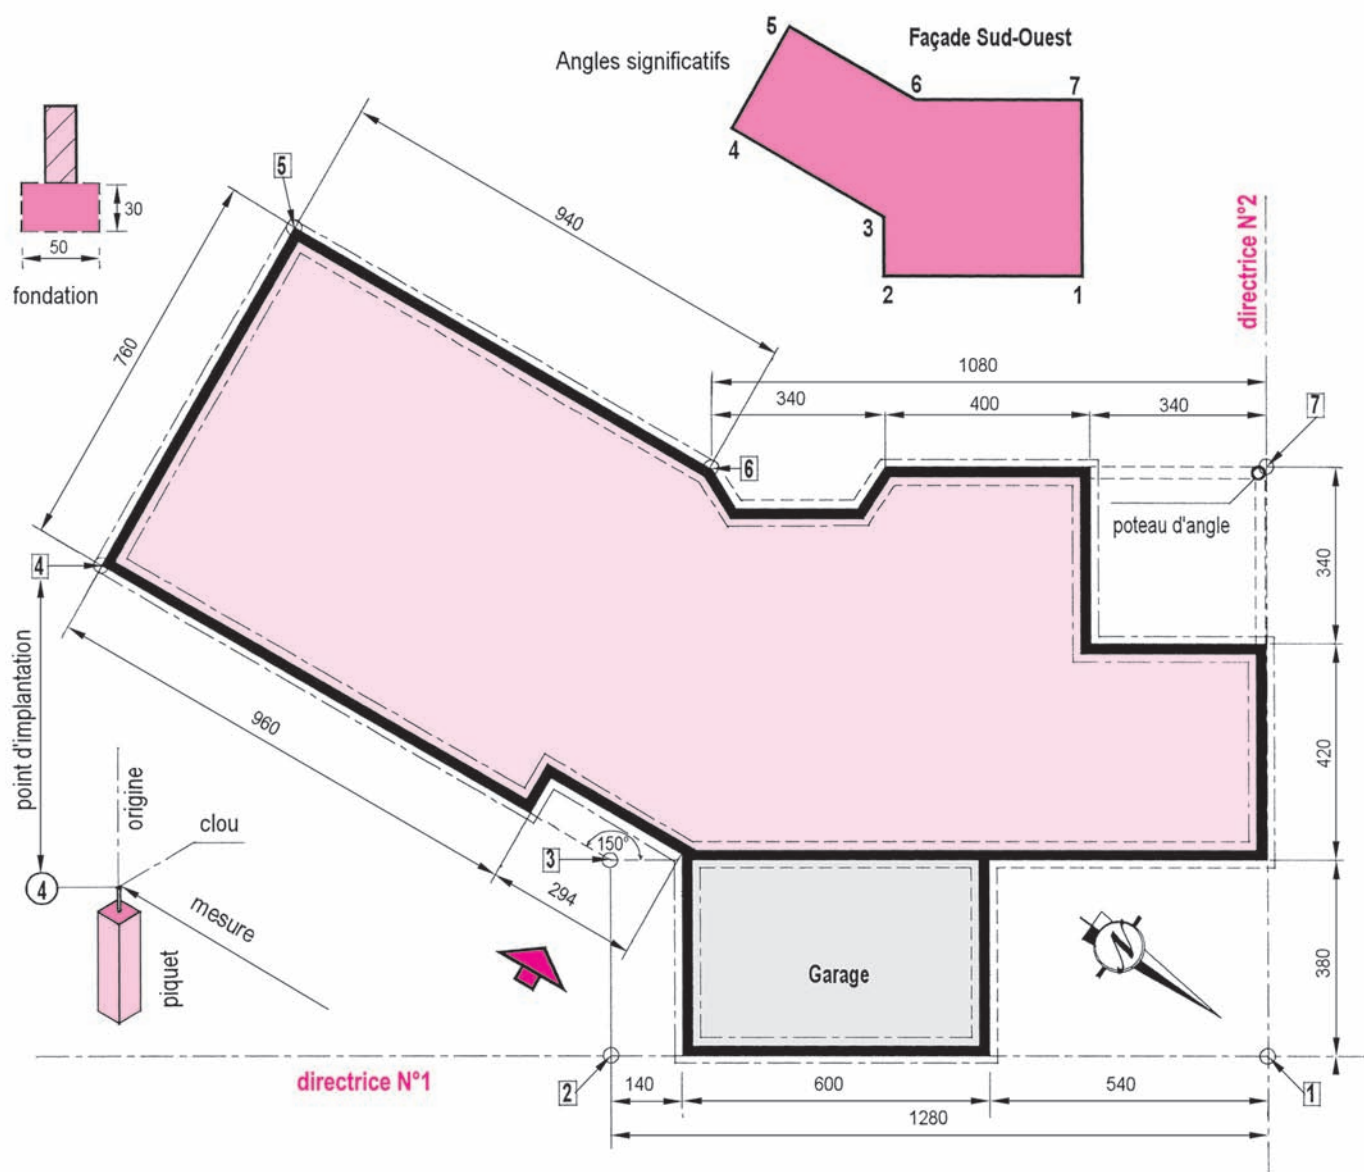 5
Façade Sud-Ouest
Angles significatifs
6
7
4
3
2
1
30
50
fondation
5
940
760
directrice N°2
1080
340
400
340
7
6
poteau d'angle
340
4
point d'implantation
960
420
origine
clou
150°
3
294
4
mesure
piquet
Garage
N
380
directrice N°1
2
140
600
540
1
1280